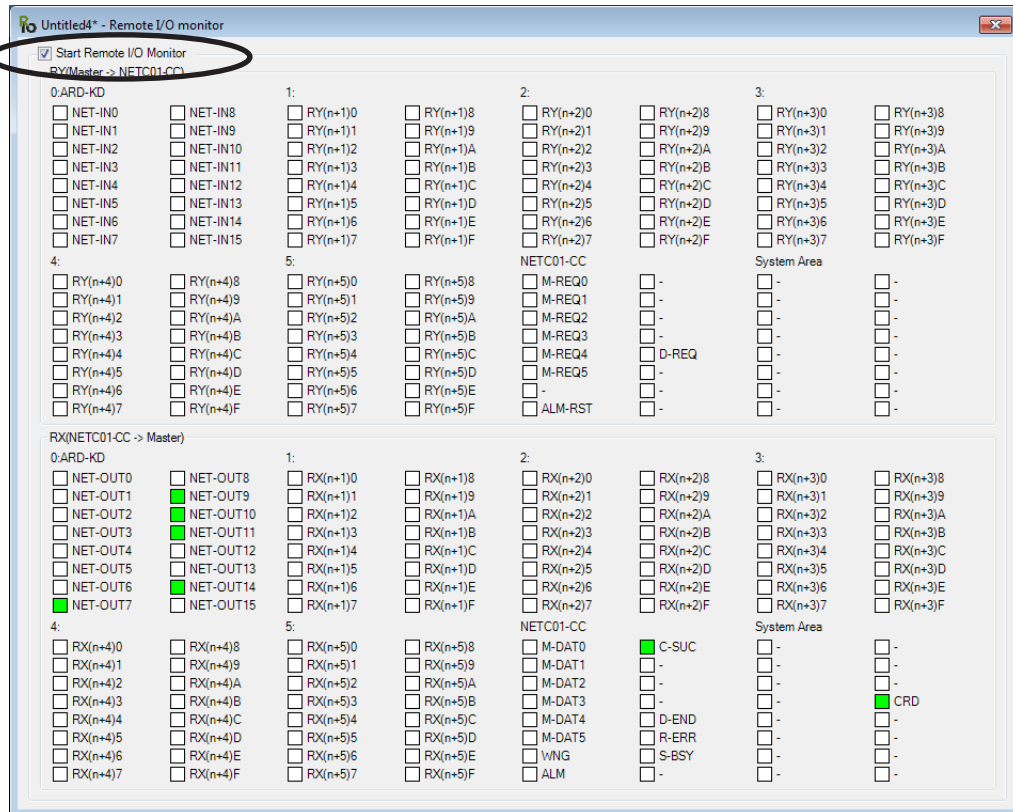 Untitled4* - Remote I/O monitor
Start Remote I/O Monitor
RY(Master -> NETC01-CC)
0:ARD-KD 1: 2: 3:
NET-IN0 NET-IN8 RY(n+1)0 RY(n+1)8 RY(n+2)0 RY(n+2)8 RY(n+3)0 RY(n+3)8
NET-IN1 NET-IN9 RY(n+1)1 RY(n+1)9 RY(n+2)1 RY(n+2)9 RY(n+3)1 RY(n+3)9
NET-IN2 NET-IN10 RY(n+1)2 RY(n+1)A RY(n+2)2 RY(n+2)A RY(n+3)2 RY(n+3)A
NET-IN3 NET-IN11 RY(n+1)3 RY(n+1)B RY(n+2)3 RY(n+2)B RY(n+3)3 RY(n+3)B
NET-IN4 NET-IN12 RY(n+1)4 RY(n+1)C RY(n+2)4 RY(n+2)C RY(n+3)4 RY(n+3)C
NET-IN5 NET-IN13 RY(n+1)5 RY(n+1)D RY(n+2)5 RY(n+2)D RY(n+3)5 RY(n+3)D
NET-IN6 NET-IN14 RY(n+1)6 RY(n+1)E RY(n+2)6 RY(n+2)E RY(n+3)6 RY(n+3)E
NET-IN7 NET-IN15 RY(n+1)7 RY(n+1)F RY(n+2)7 RY(n+2)F RY(n+3)7 RY(n+3)F
4: 5: NETC01-CC System Area
RY(n+4)0 RY(n+4)8 RY(n+5)0 RY(n+5)8 M-REQ0 - - -
RY(n+4)1 RY(n+4)9 RY(n+5)1 RY(n+5)9 M-REQ1 - - -
RY(n+4)2 RY(n+4)A RY(n+5)2 RY(n+5)A M-REQ2 - - -
RY(n+4)3 RY(n+4)B RY(n+5)3 RY(n+5)B M-REQ3 - - -
RY(n+4)4 RY(n+4)C RY(n+5)4 RY(n+5)C M-REQ4 D-REQ - -
RY(n+4)5 RY(n+4)D RY(n+5)5 RY(n+5)D M-REQ5 - - -
RY(n+4)6 RY(n+4)E RY(n+5)6 RY(n+5)E - - - -
RY(n+4)7 RY(n+4)F RY(n+5)7 RY(n+5)F ALM-RST - - -
RX(NETC01-CC -> Master)
0:ARD-KD 1: 2: 3:
NET-OUT0 NET-OUT8 RX(n+1)0 RX(n+1)8 RX(n+2)0 RX(n+2)8 RX(n+3)0 RX(n+3)8
NET-OUT1 NET-OUT9 RX(n+1)1 RX(n+1)9 RX(n+2)1 RX(n+2)9 RX(n+3)1 RX(n+3)9
NET-OUT2 NET-OUT10 RX(n+1)2 RX(n+1)A RX(n+2)2 RX(n+2)A RX(n+3)2 RX(n+3)A
NET-OUT3 NET-OUT11 RX(n+1)3 RX(n+1)B RX(n+2)3 RX(n+2)B RX(n+3)3 RX(n+3)B
NET-OUT4 NET-OUT12 RX(n+1)4 RX(n+1)C RX(n+2)4 RX(n+2)C RX(n+3)4 RX(n+3)C
NET-OUT5 NET-OUT13 RX(n+1)5 RX(n+1)D RX(n+2)5 RX(n+2)D RX(n+3)5 RX(n+3)D
NET-OUT6 NET-OUT14 RX(n+1)6 RX(n+1)E RX(n+2)6 RX(n+2)E RX(n+3)6 RX(n+3)E
NET-OUT7 NET-OUT15 RX(n+1)7 RX(n+1)F RX(n+2)7 RX(n+2)F RX(n+3)7 RX(n+3)F
4: 5: NETC01-CC System Area
RX(n+4)0 RX(n+4)8 RX(n+5)0 RX(n+5)8 M-DAT0 C-SUC - -
RX(n+4)1 RX(n+4)9 RX(n+5)1 RX(n+5)9 M-DAT1 - - -
RX(n+4)2 RX(n+4)A RX(n+5)2 RX(n+5)A M-DAT2 - - -
RX(n+4)3 RX(n+4)B RX(n+5)3 RX(n+5)B M-DAT3 - - CRD
RX(n+4)4 RX(n+4)C RX(n+5)4 RX(n+5)C M-DAT4 D-END - -
RX(n+4)5 RX(n+4)D RX(n+5)5 RX(n+5)D M-DAT5 R-ERR - -
RX(n+4)6 RX(n+4)E RX(n+5)6 RX(n+5)E WNG S-BSY - -
RX(n+4)7 RX(n+4)F RX(n+5)7 RX(n+5)F ALM - - -